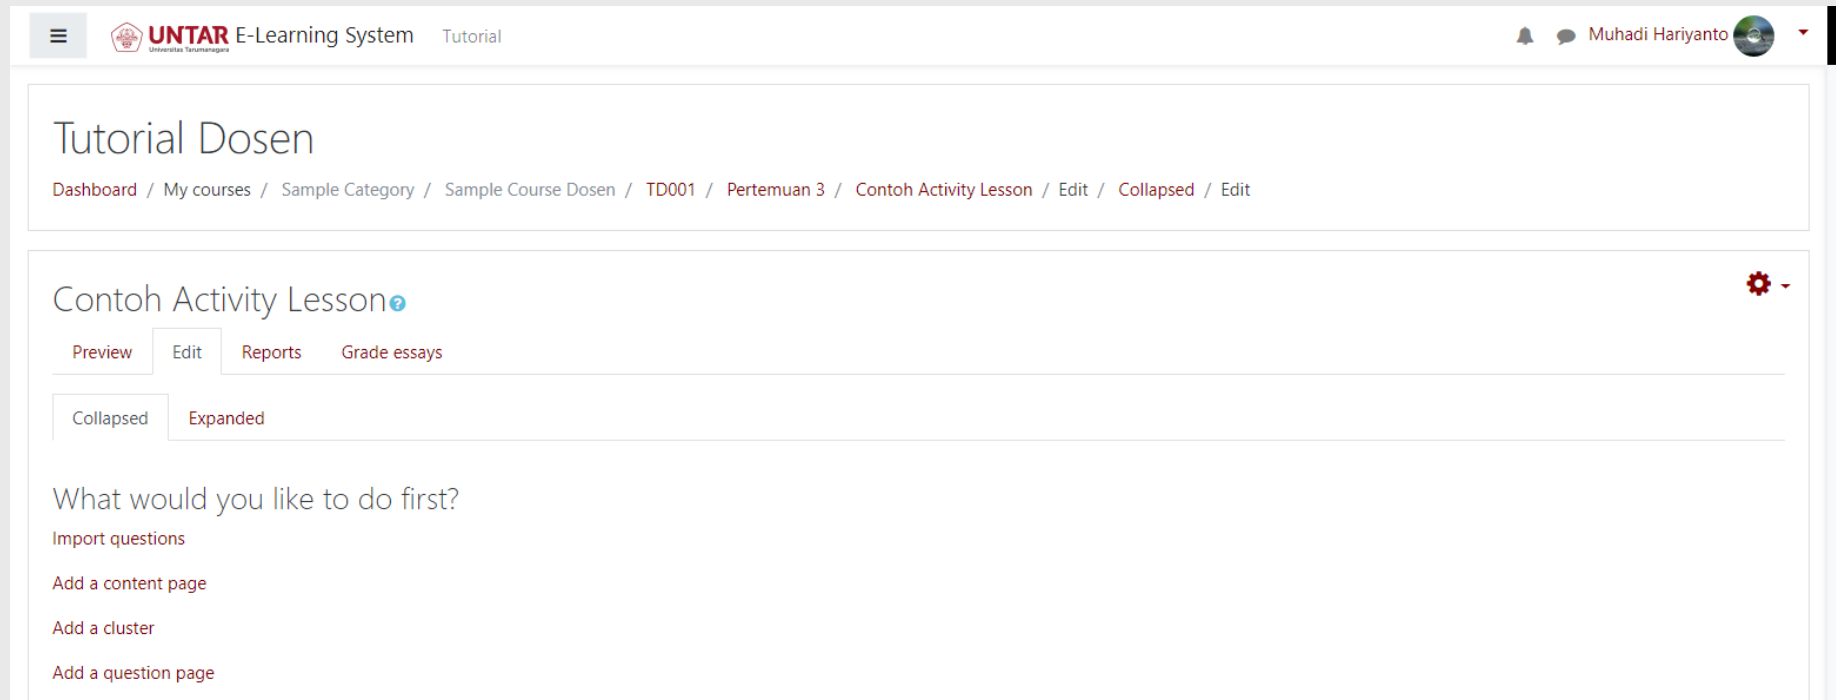 UNTAR E-Learning System Tutorial Muhadi Hariyanto
Universitas Tarumanagara
Tutorial Dosen
Dashboard / My courses / Sample Category / Sample Course Dosen / TD001 / Pertemuan 3 / Contoh Activity Lesson / Edit / Collapsed / Edit
Contoh Activity Lesson
Preview Edit Reports Grade essays
Collapsed Expanded
What would you like to do first?
Import questions
Add a content page
Add a cluster
Add a question page